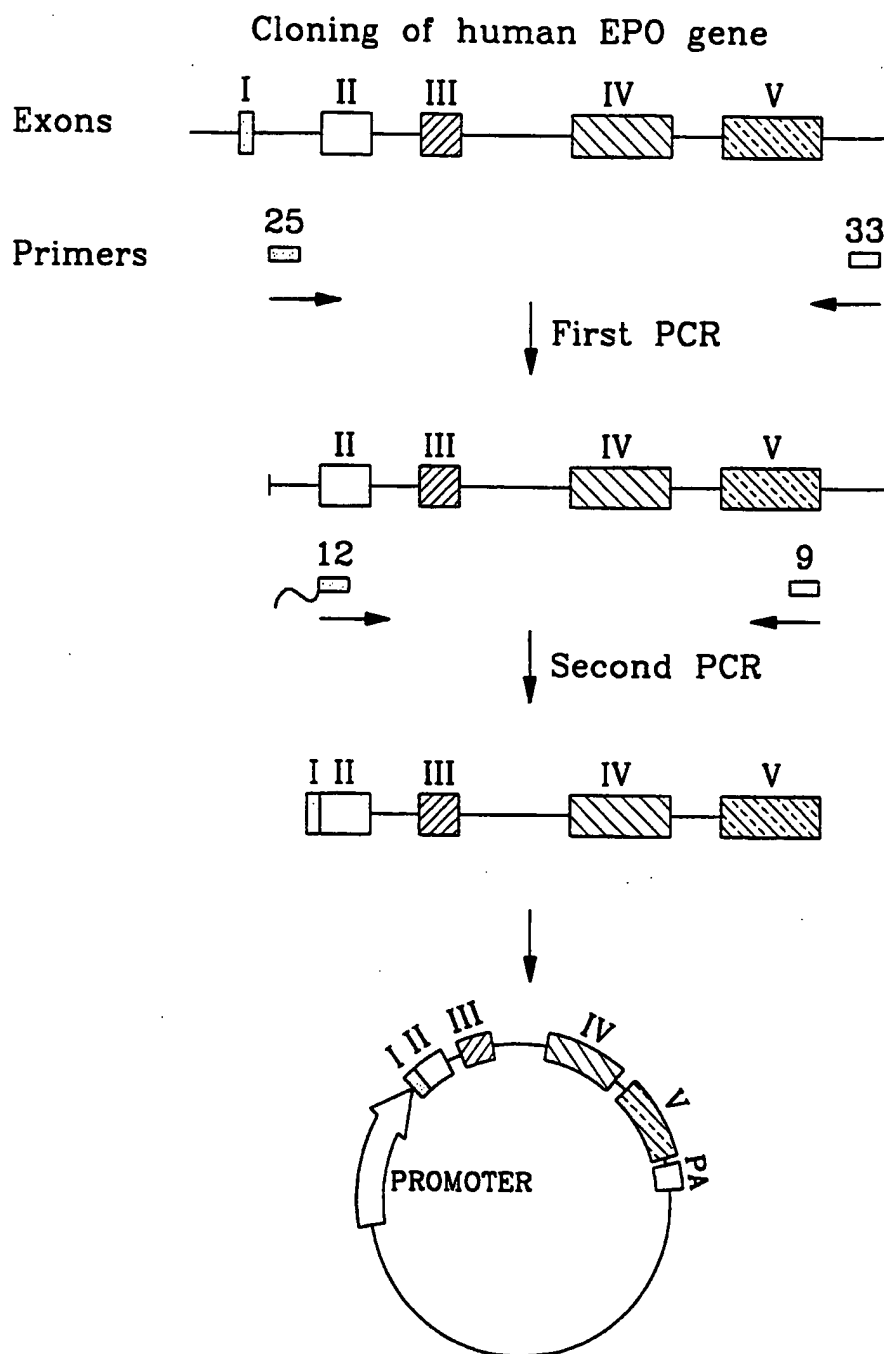 Cloning of human EPO gene
I II III IV V
Exons
25 33
Primers
First PCR
II III IV V
12 9
Second PCR
I II III IV V
I II III IV V
PA
PROMOTER